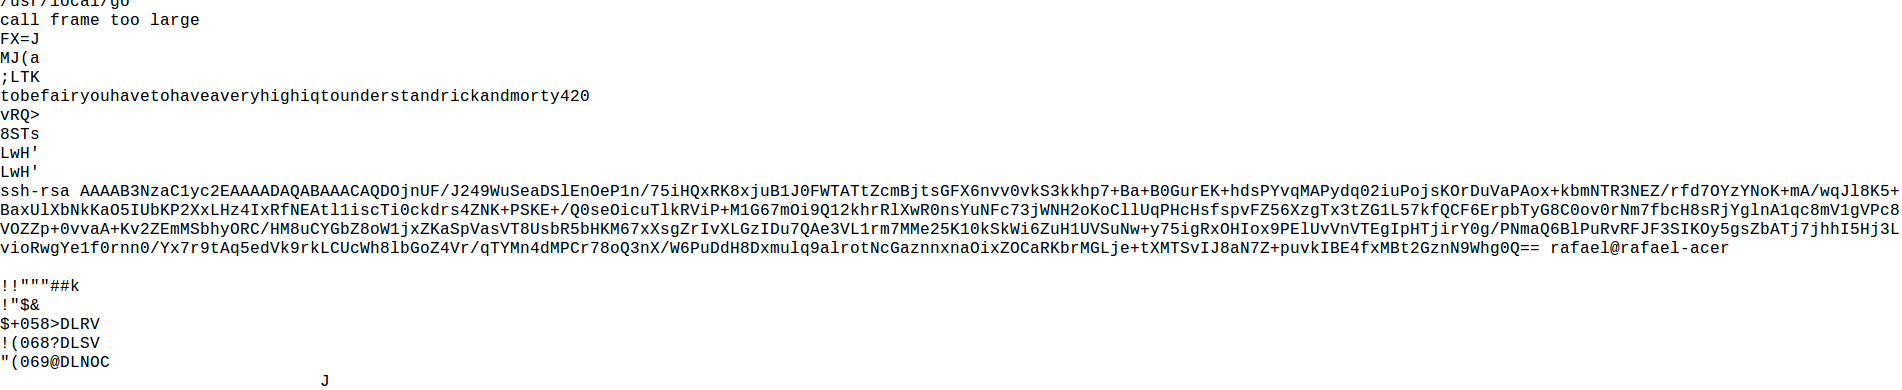 /usr/local/go
call frame too large
FX=J
MJ(a
;LTK
tobefairyouhavetohaveaveryhighiqtounderstandrickandmorty420
vRQ>
8STs
LwH'
LwH'
ssh-rsa AAAAB3NzaC1yc2EAAAADAQABAAACAQDOjnUF/J249WuSeaDSlEnOeP1n/75iHQxRK8xjuB1J0FWTATtZcmBjtsGFX6nvv0vkS3kkhp7+Ba+B0GurEK+hdsPYvqMAPydq02iuPojsKOrDuVaPAox+kbmNTR3NEZ/rfd7OYzYNoK+mA/wqJl8K5+
BaxUlXbNkKaO5IUbKP2XxLHz4IxRfNEAtl1iscTi0ckdrs4ZNK+PSKE+/Q0seOicuTlkRViP+M1G67mOi9Q12khrRlXwR0nsYuNFc73jWNH2oKoCllUqPHcHsfspvFZ56XzgTx3tZG1L57kfQCF6ErpbTyG8C0ov0rNm7fbcH8sRjYglnA1qc8mV1gVPc8
VOZZp+0vvaA+Kv2ZEmMSbhyORC/HM8uCYGbZ8oW1jxZKaSpVasVT8UsbR5bHKM67xXsgZrIvXLGzIDu7QAe3VL1rm7MMe25K10kSkWi6ZuH1UVSuNw+y75igRxOHIox9PElUvVnVTEgIpHTjirY0g/PNmaQ6BlPuRvRFJF3SIKOy5gsZbATj7jhhI5Hj3L
vioRwgYe1f0rnn0/Yx7r9tAq5edVk9rkLCUcWh8lbGoZ4Vr/qTYMn4dMPCr78oQ3nX/W6PuDdH8Dxmulq9alrotNcGaznnxnaOixZOCaRKbrMGLje+tXMTSvIJ8aN7Z+puvkIBE4fxMBt2GznN9Whg0Q== rafael@rafael-acer
!!"""##k
!"$&
$+058>DLRV
!(068?DLSV
"(069@DLNOC
J